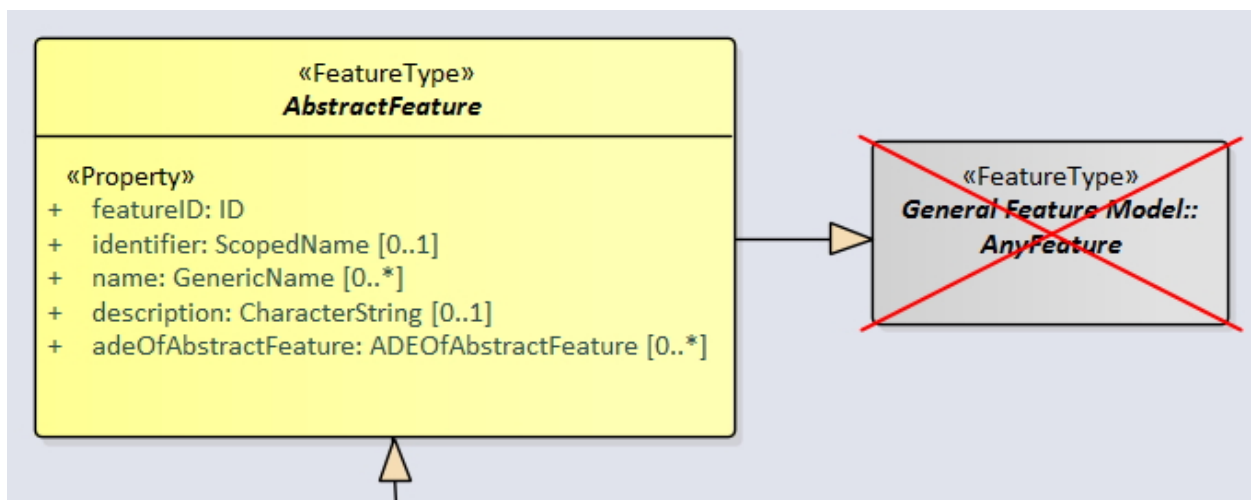 «FeatureType»
AbstractFeature
«Property»
+ featureID: ID
+ identifier: ScopedName [0..1]
+ name: GenericName [0..*]
+ description: CharacterString [0..1]
+ adeOfAbstractFeature: ADEOfAbstractFeature [0..*]
«FeatureType»
General Feature Model::
AnyFeature